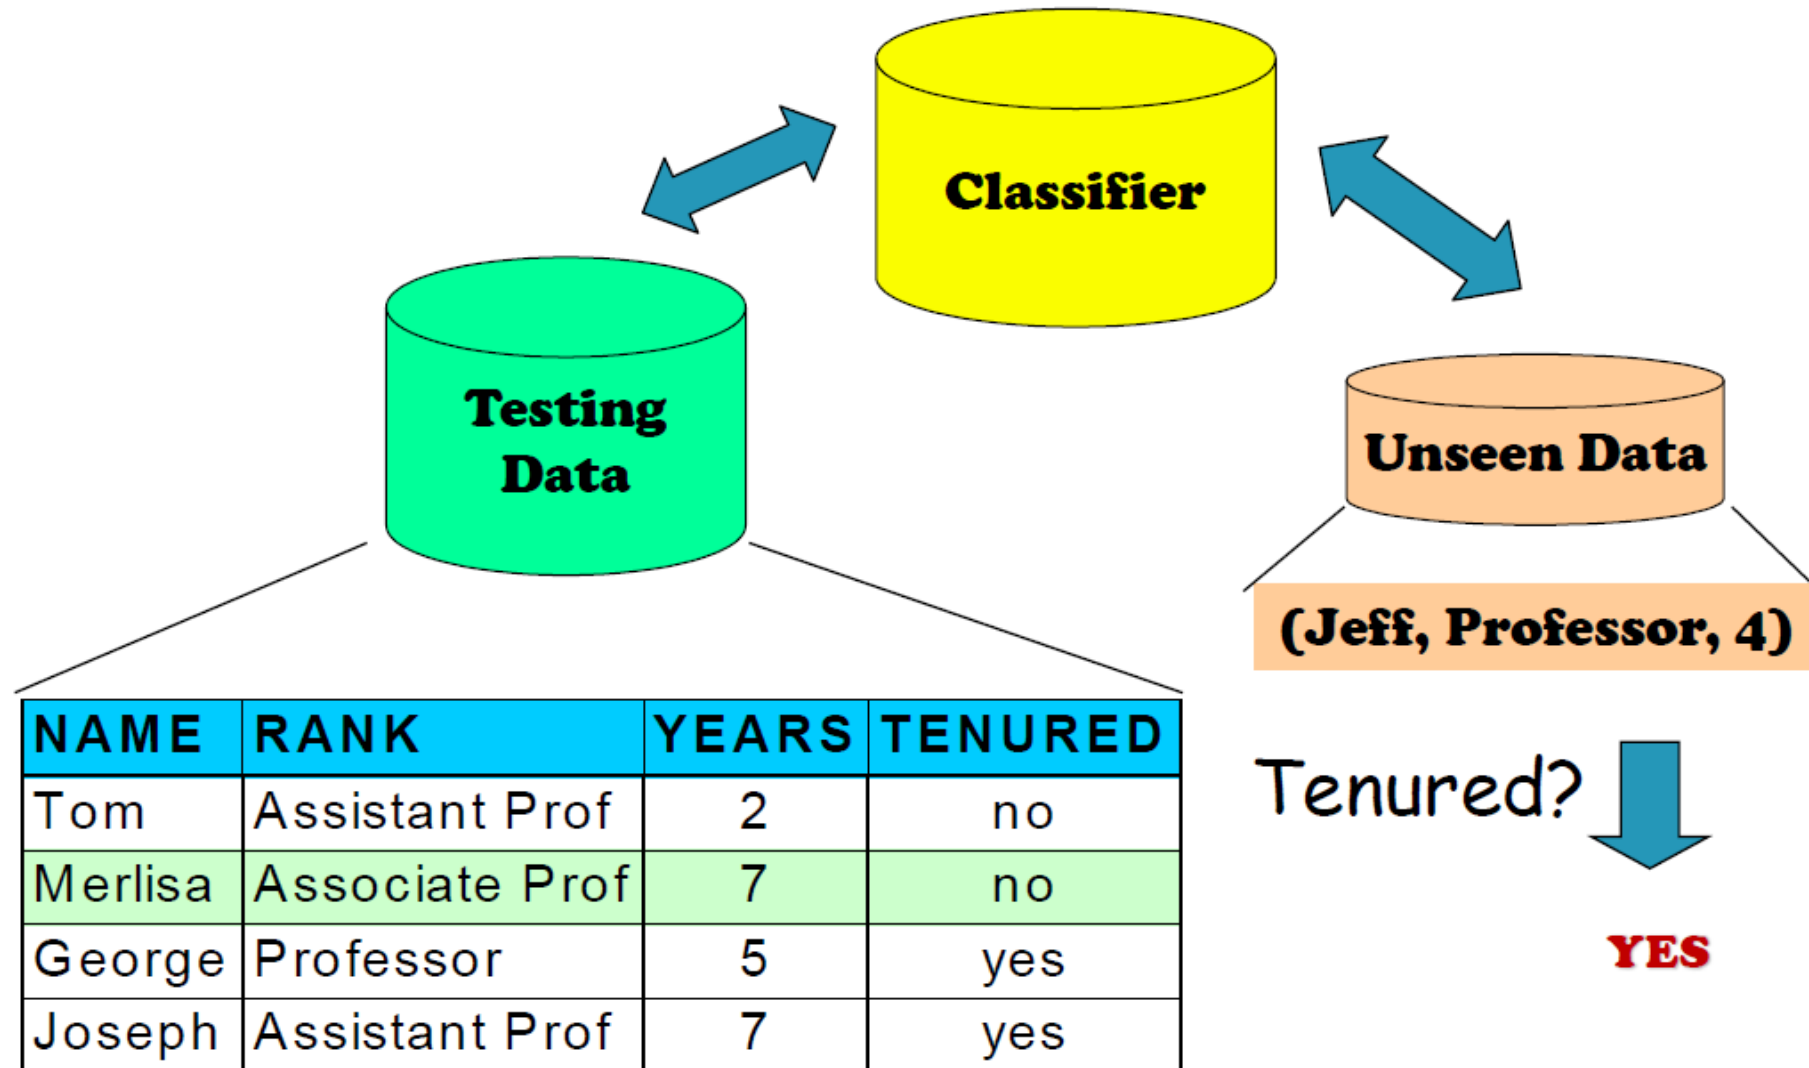 Classifier
Testing
Data
Unseen Data
(Jeff, Professor, 4)
NAME RANK YEARS TENURED
Tom Assistant Prof 2 no
Merlisa Associate Prof 7 no
George Professor 5 yes
Joseph Assistant Prof 7 yes
Tenured?
YES